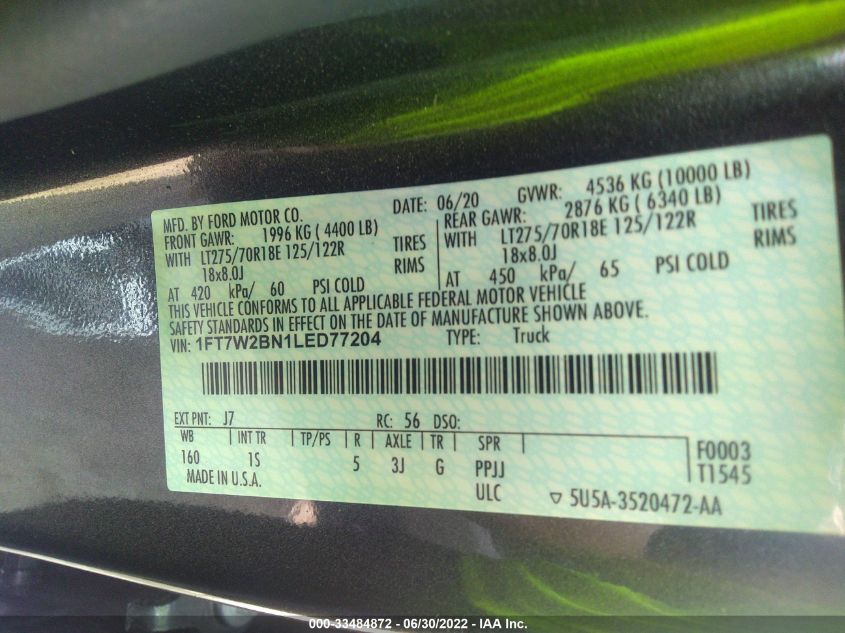 MFD. BY FORD MOTOR CO. DATE: 06/20 GVWR: 4536 KG (10000 LB)
FRONT GAWR: 1996 KG ( 4400 LB) REAR GAWR: 2876 KG ( 6340 LB)
WITH LT275/70R18E 125/122R TIRES WITH LT275/70R18E 125/122R TIRES
18x8.0J RIMS 18x8.0J RIMS
AT 420 kPa/ 60 PSI COLD AT 450 kPa/ 65 PSI COLD
THIS VEHICLE CONFORMS TO ALL APPLICABLE FEDERAL MOTOR VEHICLE
SAFETY STANDARDS IN EFFECT ON THE DATE OF MANUFACTURE SHOWN ABOVE.
VIN: 1FT7W2BN1LED77204 TYPE: Truck
EXT PNT: J7 RC: 56 DSO:
WB INT TR TP/PS R AXLE TR SPR F0003
160 1S 5 3J G PPJJ T1545
MADE IN U.S.A. ULC ▽ 5U5A-3520472-AA
000-33484872 - 06/30/2022 - IAA Inc.